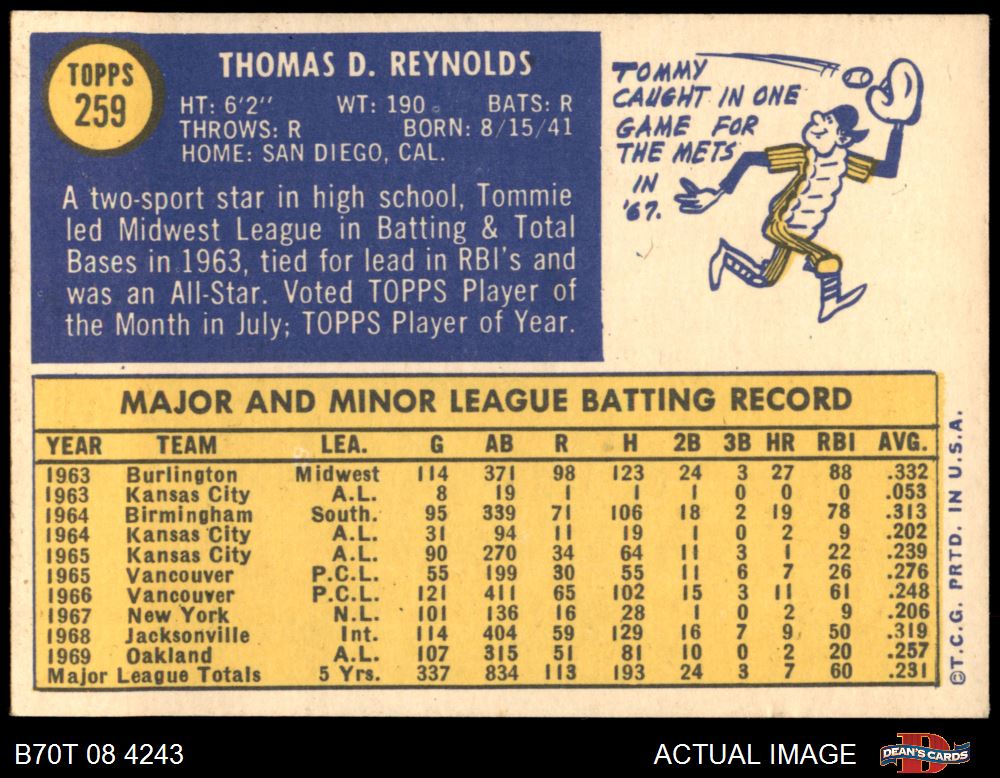 TOPPS
259
THOMAS D. REYNOLDS
HT: 6'2" WT: 190 BATS: R
THROWS: R BORN: 8/15/41
HOME: SAN DIEGO, CAL.
A two-sport star in high school, Tommie
led Midwest League in Batting & Total
Bases in 1963, tied for lead in RBI's and
was an All-Star. Voted TOPPS Player of
the Month in July; TOPPS Player of Year.
TOMMY
CAUGHT IN ONE
GAME FOR
THE METS
IN
'67.
MAJOR AND MINOR LEAGUE BATTING RECORD
YEAR TEAM LEA. G AB R H 2B 3B HR RBI AVG.
1963 Burlington Midwest 114 371 98 123 24 3 27 88 .332
1963 Kansas City A.L. 8 19 1 1 1 0 0 0 .053
1964 Birmingham South. 95 339 71 106 18 2 19 78 .313
1964 Kansas City A.L. 31 94 11 19 1 0 2 9 .202
1965 Kansas City A.L. 90 270 34 64 11 3 1 22 .239
1965 Vancouver P.C.L. 55 199 30 55 11 6 7 26 .276
1966 Vancouver P.C.L. 121 411 65 102 15 3 11 61 .248
1967 New York N.L. 101 136 16 28 1 0 2 9 .206
1968 Jacksonville Int. 114 404 59 129 16 7 9 50 .319
1969 Oakland A.L. 107 315 51 81 10 0 2 20 .257
Major League Totals 5 Yrs. 337 834 113 193 24 3 7 60 .231
©T.C.G. PRTD. IN U.S.A.
B70T 08 4243
ACTUAL IMAGE
DEAN'S CARDS